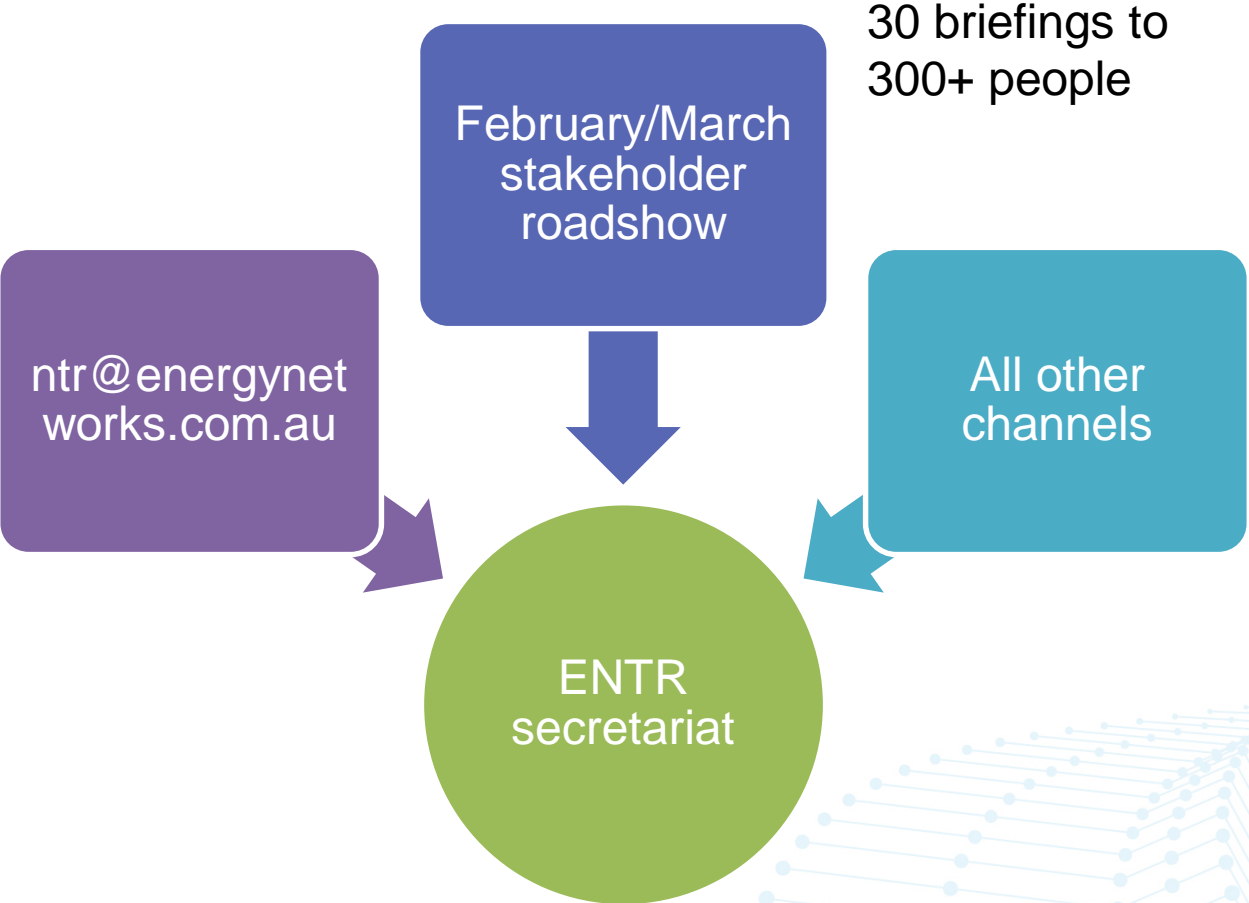 30 briefings to
300+ people
February/March
stakeholder
roadshow
ntr@energynet
works.com.au
All other
channels
ENTR
secretariat